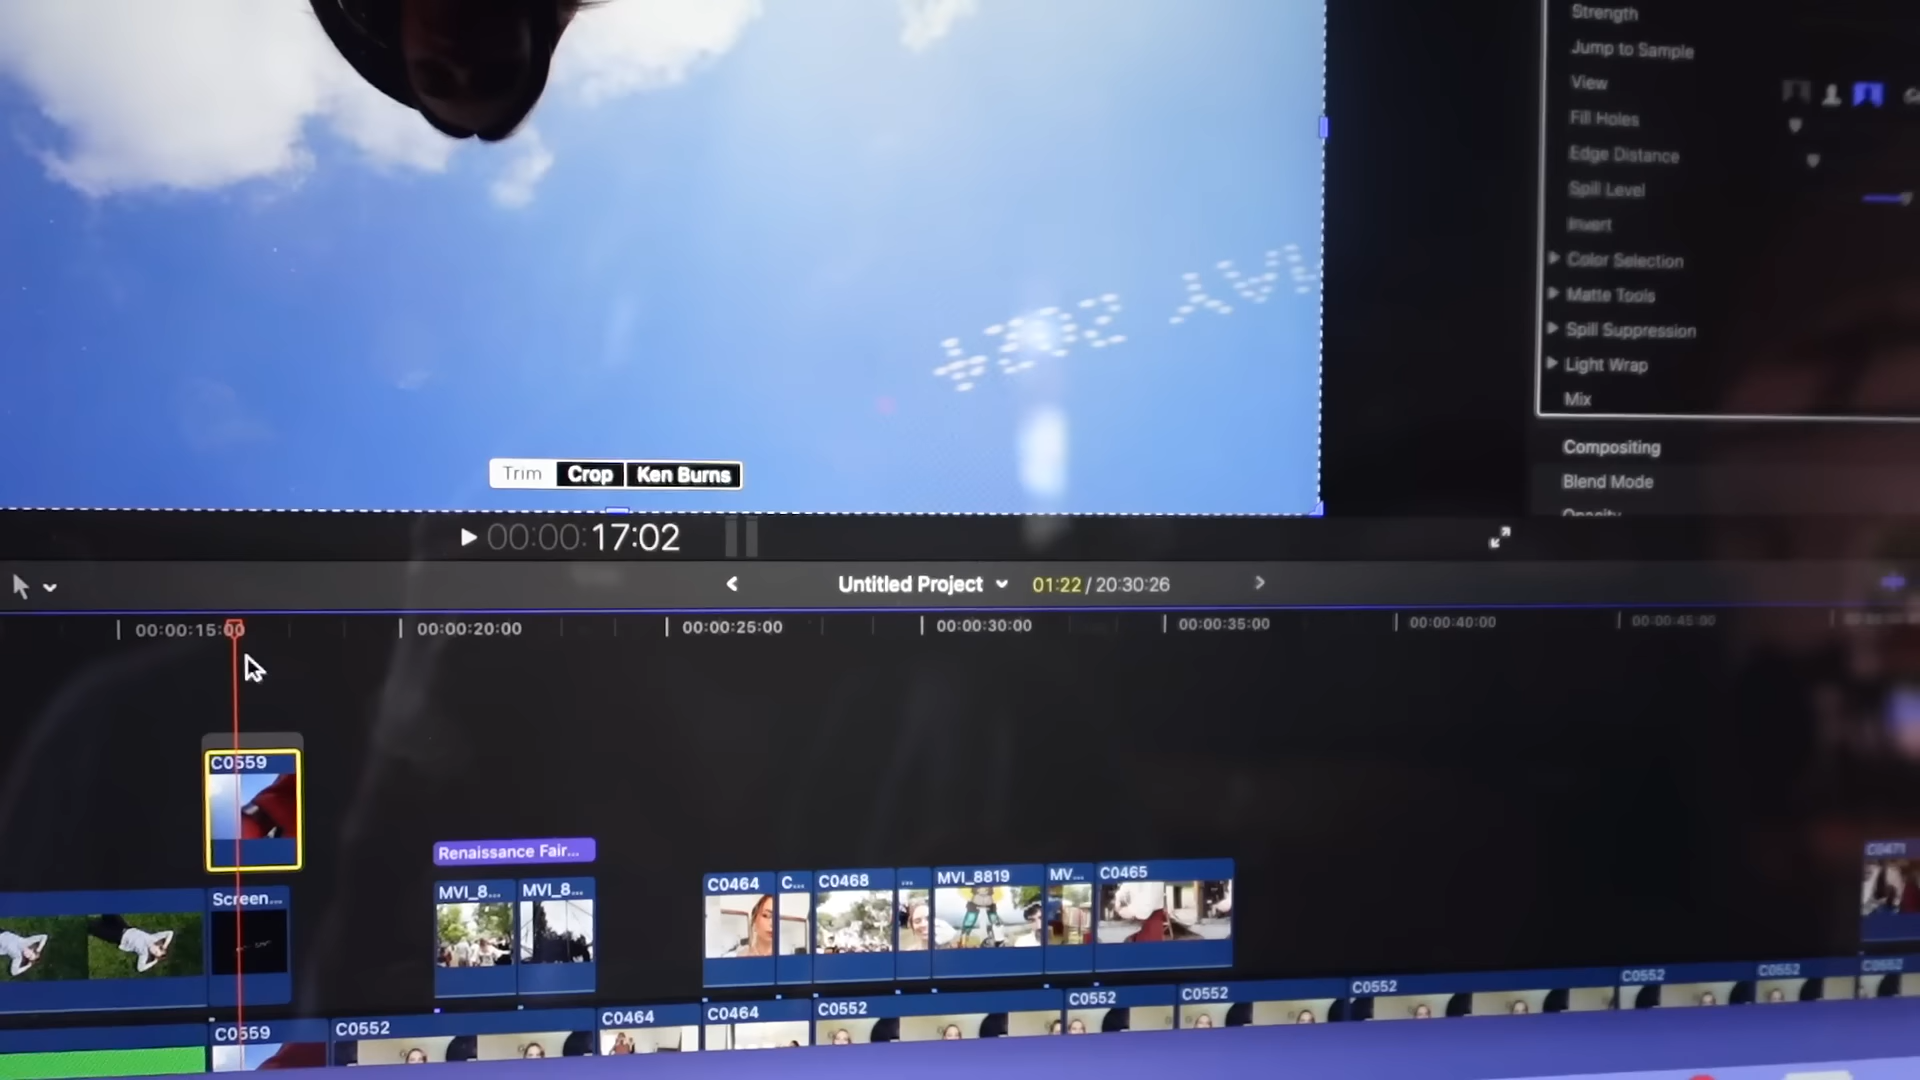 Strength
Jump to Sample
View
Fill Holes
Edge Distance
Spill Level
Invert
Color Selection
Matte Tools
Spill Suppression
Light Wrap
Mix
Compositing
Blend Mode
Opacity
Trim Crop Ken Burns
00:00:17:02
Untitled Project 01:22 / 20:30:26
00:00:15:00 00:00:20:00 00:00:25:00 00:00:30:00 00:00:35:00 00:00:40:00 00:00:45:00
C0559
Renaissance Fair...
C0471
Screen...
MVI_8... MVI_8...
C0464 C... C0468 ... MVI_8819 MV... C0465
C0559 C0552 C0464 C0464 C0552 C0552 C0552 C0552 C0552 C0552 C0552